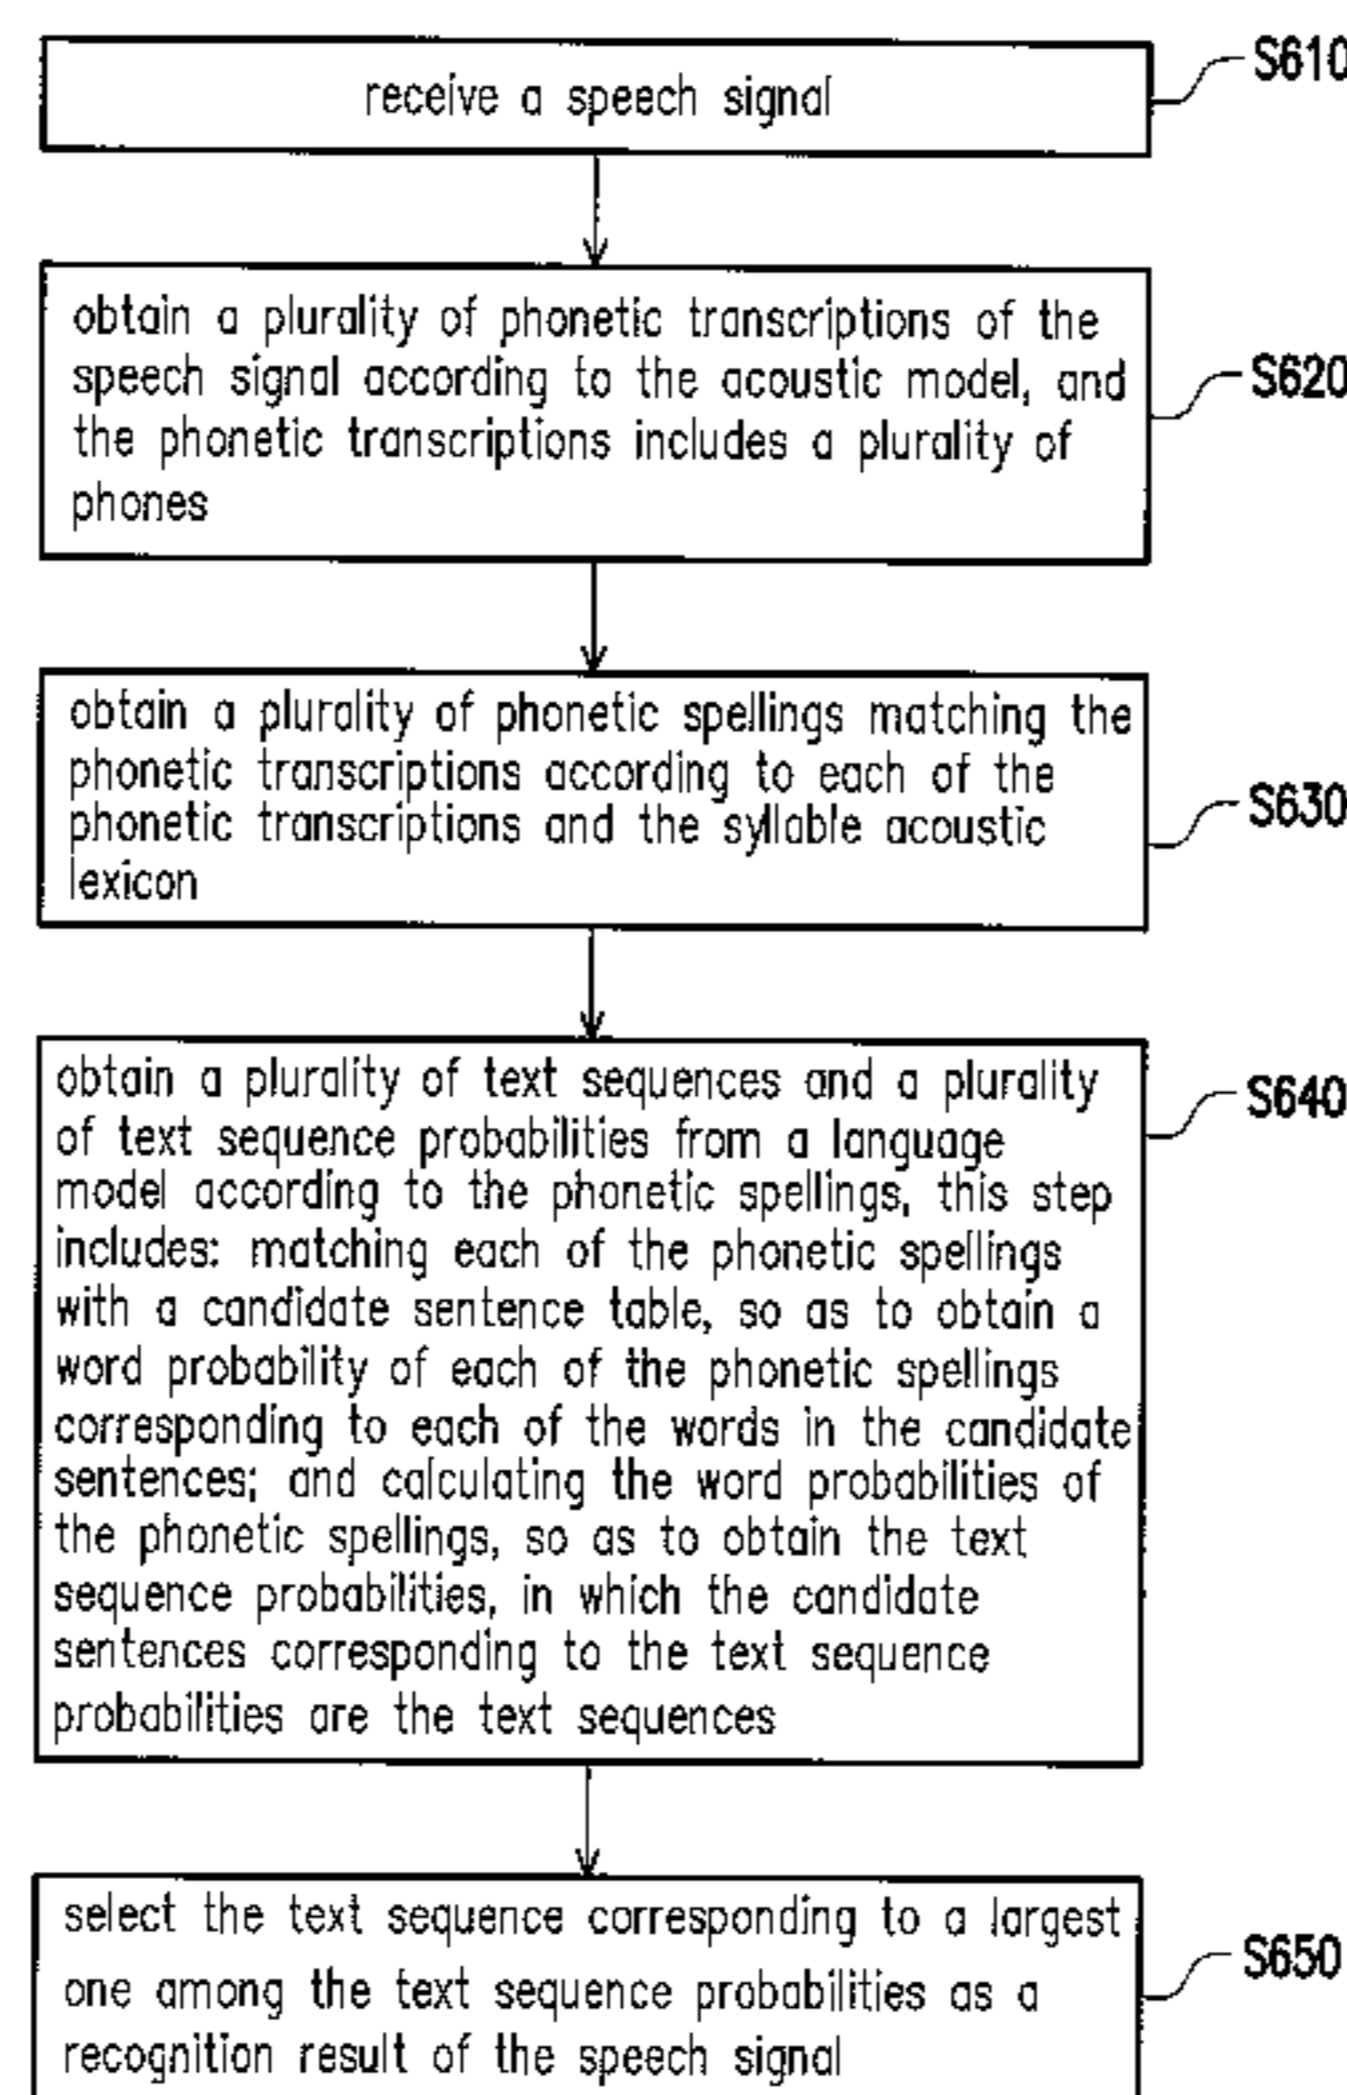 receive a speech signal
S610
obtain a plurality of phonetic transcriptions of the
speech signal according to the acoustic model, and
the phonetic transcriptions includes a plurality of
phones
S620
obtain a plurality of phonetic spellings matching the
phonetic transcriptions according to each of the
phonetic transcriptions and the syllable acoustic
lexicon
S630
obtain a plurality of text sequences and a plurality
of text sequence probabilities from a language
model according to the phonetic spellings, this step
includes: matching each of the phonetic spellings
with a candidate sentence table, so as to obtain a
word probability of each of the phonetic spellings
corresponding to each of the words in the candidate
sentences; and calculating the word probabilities of
the phonetic spellings, so as to obtain the text
sequence probabilities, in which the candidate
sentences corresponding to the text sequence
probabilities are the text sequences
S640
select the text sequence corresponding to a largest
one among the text sequence probabilities as a
recognition result of the speech signal
S650